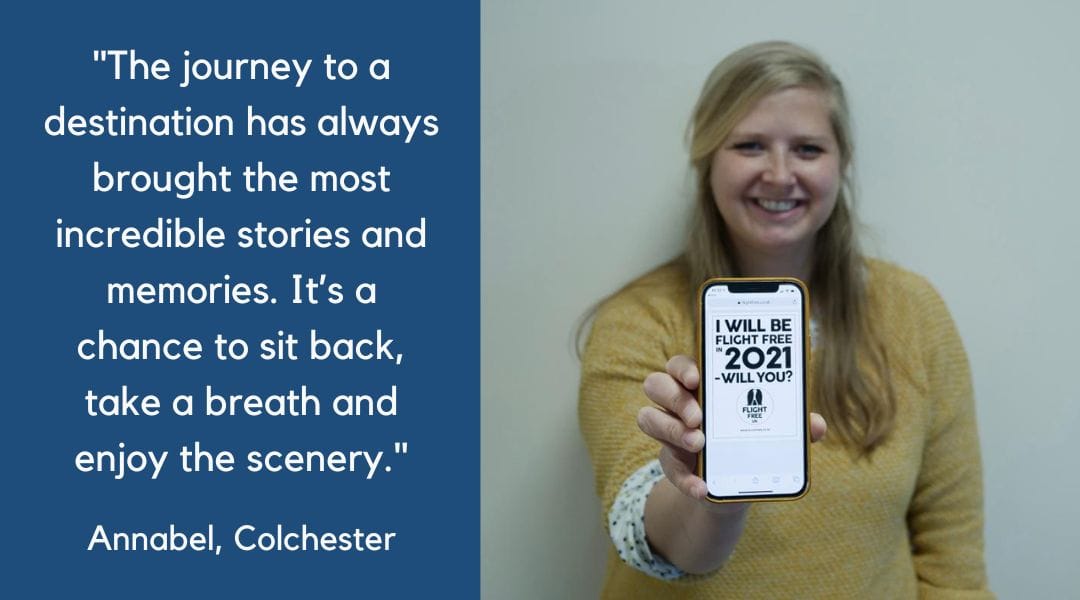 "The journey to a
destination has always
brought the most
incredible stories and
memories. It's a
chance to sit back,
take a breath and
enjoy the scenery."
Annabel, Colchester
I WILL BE
FLIGHT FREE
IN 2021
-WILL YOU?
FLIGHT
FREE
UK